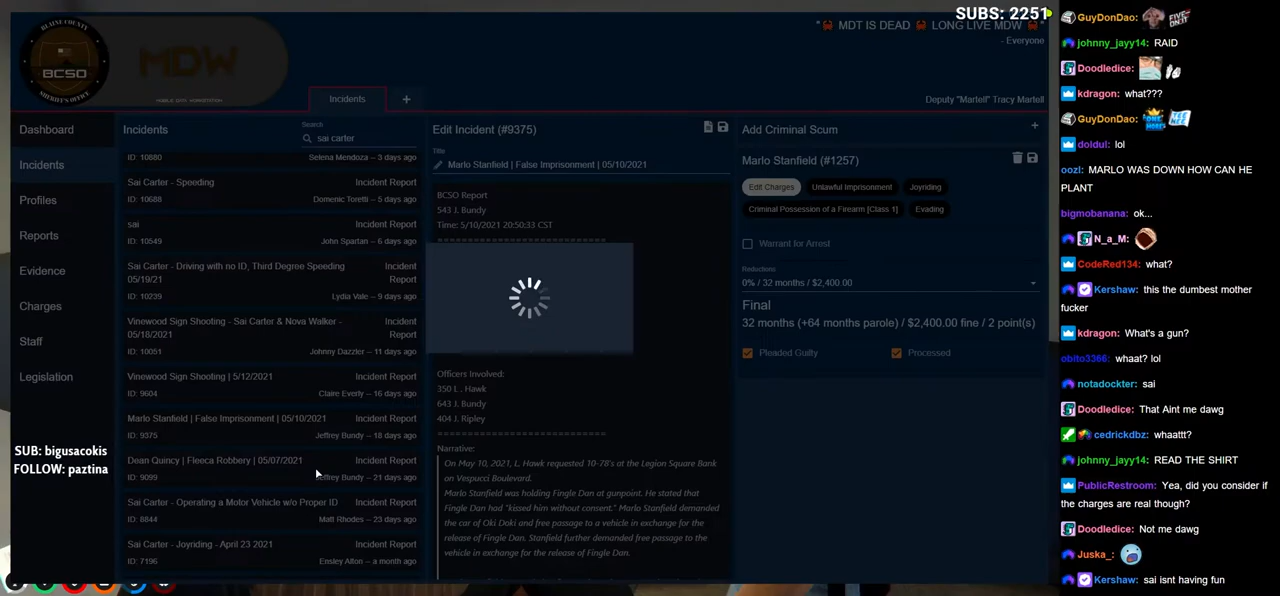 SUBS: 2251
BLAINE COUNTY
BCSO
SHERIFF'S OFFICE
MDW
MOBILE DATA WORKSTATION
" MDT IS DEAD LONG LIVE MDW "
- Everyone
Incidents
+
Deputy "Martell" Tracy Martell
Dashboard
Incidents
Profiles
Reports
Evidence
Charges
Staff
Legislation
SUB: bigusacokis
FOLLOW: paztina
Incidents
Search
sai carter
ID: 10880 Selena Mendoza – 3 days ago
Sai Carter - Speeding Incident Report
ID: 10688 Domenic Toretti – 5 days ago
sai Incident Report
ID: 10549 John Spartan – 6 days ago
Sai Carter - Driving with no ID, Third Degree Speeding Incident
05/19/21 Report
ID: 10239 Lydia Vale – 9 days ago
Vinewood Sign Shooting - Sai Carter & Nova Walker - Incident
05/18/2021 Report
ID: 10051 Johnny Dazzler – 11 days ago
Vinewood Sign Shooting | 5/12/2021 Incident Report
ID: 9604 Claire Everly – 16 days ago
Marlo Stanfield | False Imprisonment | 05/10/2021 Incident Report
ID: 9375 Jeffrey Bundy – 18 days ago
Dean Quincy | Fleeca Robbery | 05/07/2021 Incident Report
ID: 9099 Jeffrey Bundy – 21 days ago
Sai Carter - Operating a Motor Vehicle w/o Proper ID Incident Report
ID: 8844 Matt Rhodes – 23 days ago
Sai Carter - Joyriding - April 23 2021 Incident Report
ID: 7196 Ensley Alton – a month ago
Edit Incident (#9375)
Title
Marlo Stanfield | False Imprisonment | 05/10/2021
BCSO Report
543 J. Bundy
Time: 5/10/2021 20:50:33 CST
===========================
Officers Involved:
350 L . Hawk
643 J. Bundy
404 J. Ripley
===========================
Narrative:
On May 10, 2021, L. Hawk requested 10-78's at the Legion Square Bank
on Vespucci Boulevard.
Marlo Stanfield was holding Fingle Dan at gunpoint. He stated that
Fingle Dan had "kissed him without consent." Marlo Stanfield demanded
the car of Oki Doki and free passage to a vehicle in exchange for the
release of Fingle Dan. Stanfield further demanded free passage to the
vehicle in exchange for the release of Fingle Dan.
Add Criminal Scum
+
Marlo Stanfield (#1257)
Edit Charges Unlawful Imprisonment Joyriding
Criminal Possession of a Firearm [Class 1] Evading
Warrant for Arrest
Reductions
0% / 32 months / $2,400.00
Final
32 months (+64 months parole) / $2,400.00 fine / 2 point(s)
Pleaded Guilty Processed
GuyDonDao: FIVE ON IT
johnny_jayy14: RAID
Doodledice:
kdragon: what???
GuyDonDao: ONE MORE
doldul: lol
oozi: MARLO WAS DOWN HOW CAN HE
PLANT
bigmobanana: ok...
N_a_M:
CodeRed134: what?
Kershaw: this the dumbest mother
fucker
kdragon: What's a gun?
obito3366: whaat? lol
notadockter: sai
Doodledice: That Aint me dawg
cedrickdbz: whaattt?
johnny_jayy14: READ THE SHIRT
PublicRestroom: Yea, did you consider if
the charges are real though?
Doodledice: Not me dawg
Juska_:
Kershaw: sai isnt having fun